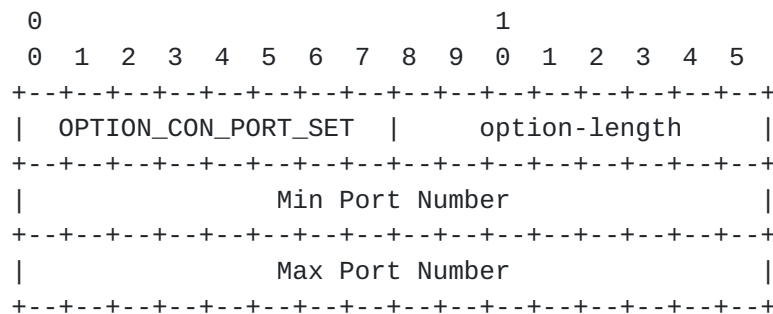 0                             1
0  1  2  3  4  5  6  7  8  9  0  1  2  3  4  5
+--+--+--+--+--+--+--+--+--+--+--+--+--+--+--+--+
|  OPTION_CON_PORT_SET  |     option-length     |
+--+--+--+--+--+--+--+--+--+--+--+--+--+--+--+--+
|                Min Port Number                |
+--+--+--+--+--+--+--+--+--+--+--+--+--+--+--+--+
|                Max Port Number                |
+--+--+--+--+--+--+--+--+--+--+--+--+--+--+--+--+